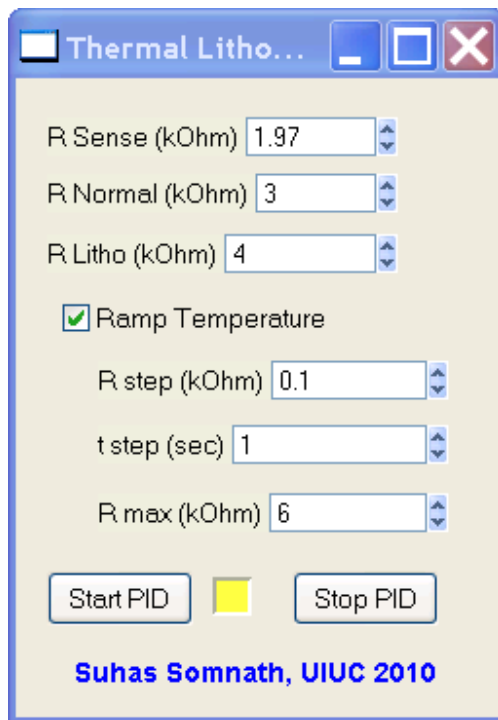 Thermal Litho...
R Sense (kOhm) 1.97
R Normal (kOhm) 3
R Litho (kOhm) 4
Ramp Temperature
R step (kOhm) 0.1
t step (sec) 1
R max (kOhm) 6
Start PID Stop PID
Suhas Somnath, UIUC 2010